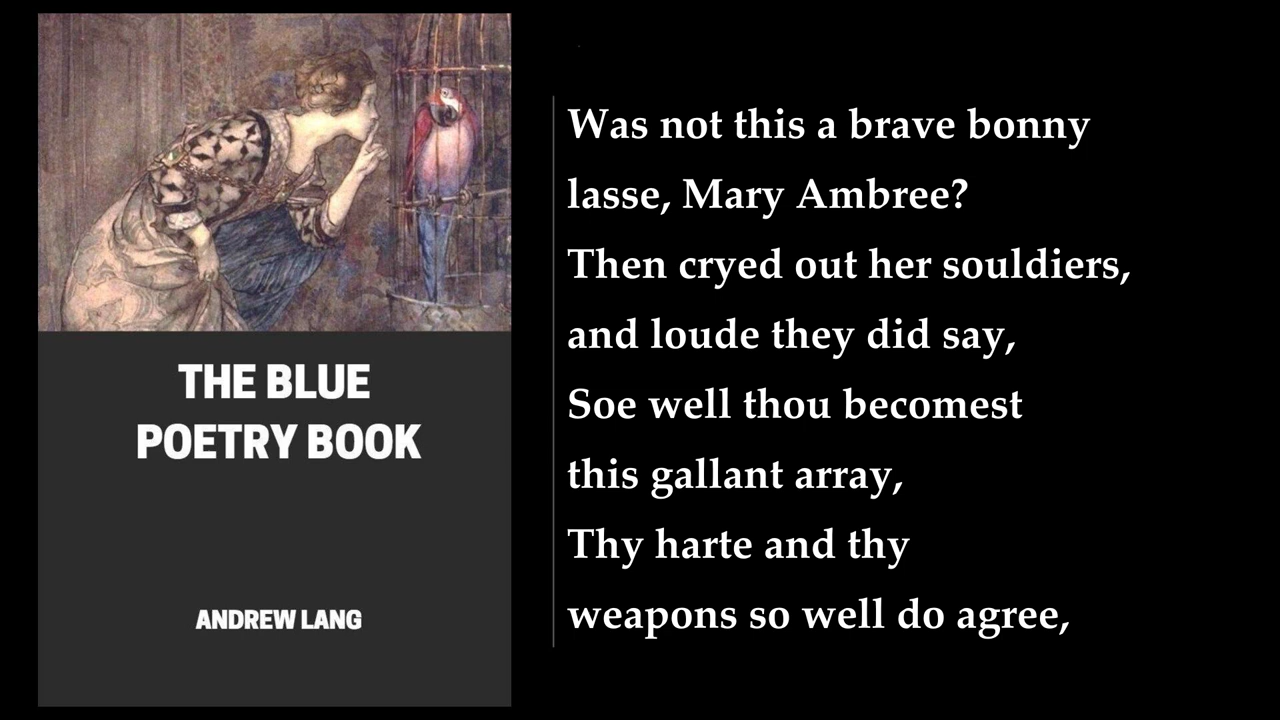 THE BLUE
POETRY BOOK
ANDREW LANG
Was not this a brave bonny
lasse, Mary Ambree?
Then cryed out her souldiers,
and loude they did say,
Soe well thou becomest
this gallant array,
Thy harte and thy
weapons so well do agree,